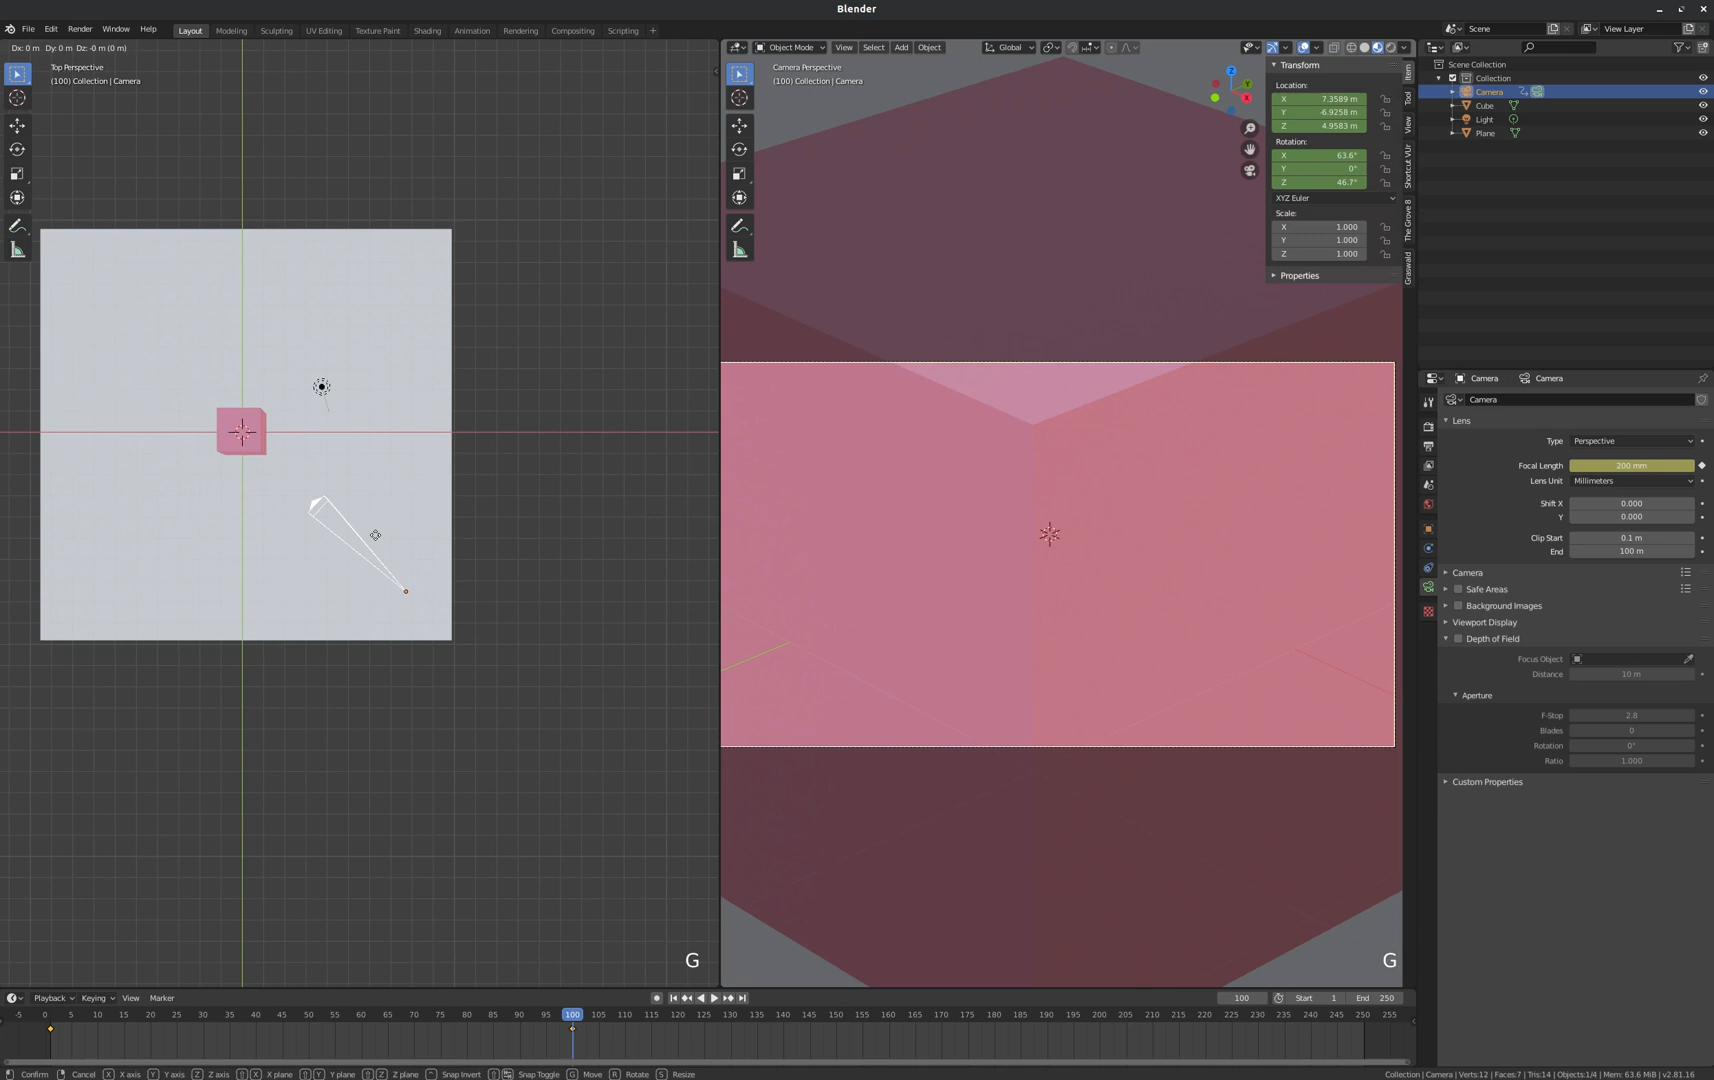 Blender
File Edit Render Window Help Layout Modeling Sculpting UV Editing Texture Paint Shading Animation Rendering Compositing Scripting + Scene View Layer
Dx: 0 m Dy: 0 m Dz: -0 m (0 m)
Object Mode View Select Add Object Global
Top Perspective
(100) Collection | Camera
Camera Perspective
(100) Collection | Camera
Z
Y
X
Transform
Location:
X 7.3589 m
Y -6.9258 m
Z 4.9583 m
Rotation:
X 63.6°
Y 0°
Z 46.7°
XYZ Euler
Scale:
X 1.000
Y 1.000
Z 1.000
Properties
Item
Tool
View
Shortcut VUr
The Grove 8
Graswald
Scene Collection
Collection
Camera
Cube
Light
Plane
Camera Camera
Camera
Lens
Type Perspective
Focal Length 200 mm
Lens Unit Millimeters
Shift X 0.000
Y 0.000
Clip Start 0.1 m
End 100 m
Camera
Safe Areas
Background Images
Viewport Display
Depth of Field
Focus Object
Distance 10 m
Aperture
F-Stop 2.8
Blades 0
Rotation 0°
Ratio 1.000
Custom Properties
G
G
Playback Keying View Marker 100 Start 1 End 250
-5 0 5 10 15 20 25 30 35 40 45 50 55 60 65 70 75 80 85 90 95 100 105 110 115 120 125 130 135 140 145 150 155 160 165 170 175 180 185 190 195 200 205 210 215 220 225 230 235 240 245 250 255
Confirm Cancel X X axis Y Y axis Z Z axis X X plane Y Y plane Z Z plane Snap Invert Snap Toggle G Move R Rotate S Resize Collection | Camera | Verts:12 | Faces:7 | Tris:14 | Objects:1/4 | Mem: 63.6 MiB | v2.81.16